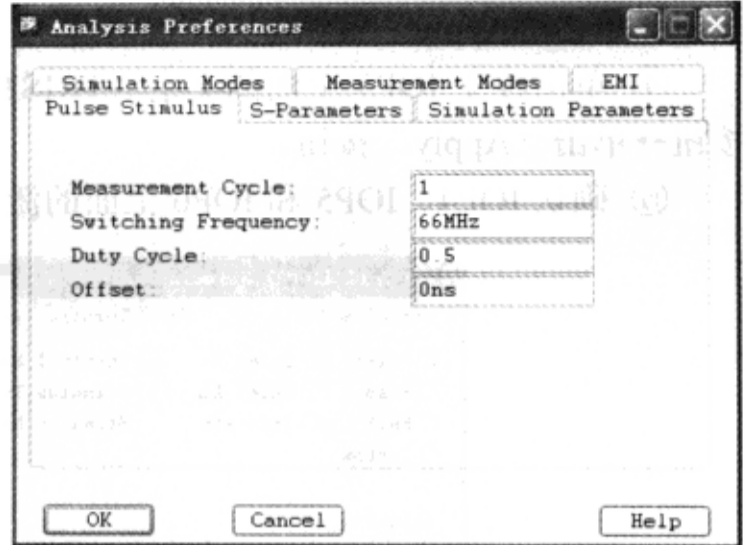 Analysis Preferences
Simulation Modes Measurement Modes EMI
Pulse Stimulus S-Parameters Simulation Parameters
Measurement Cycle: 1
Switching Frequency: 66MHz
Duty Cycle: 0.5
Offset: 0ns
OK Cancel Help